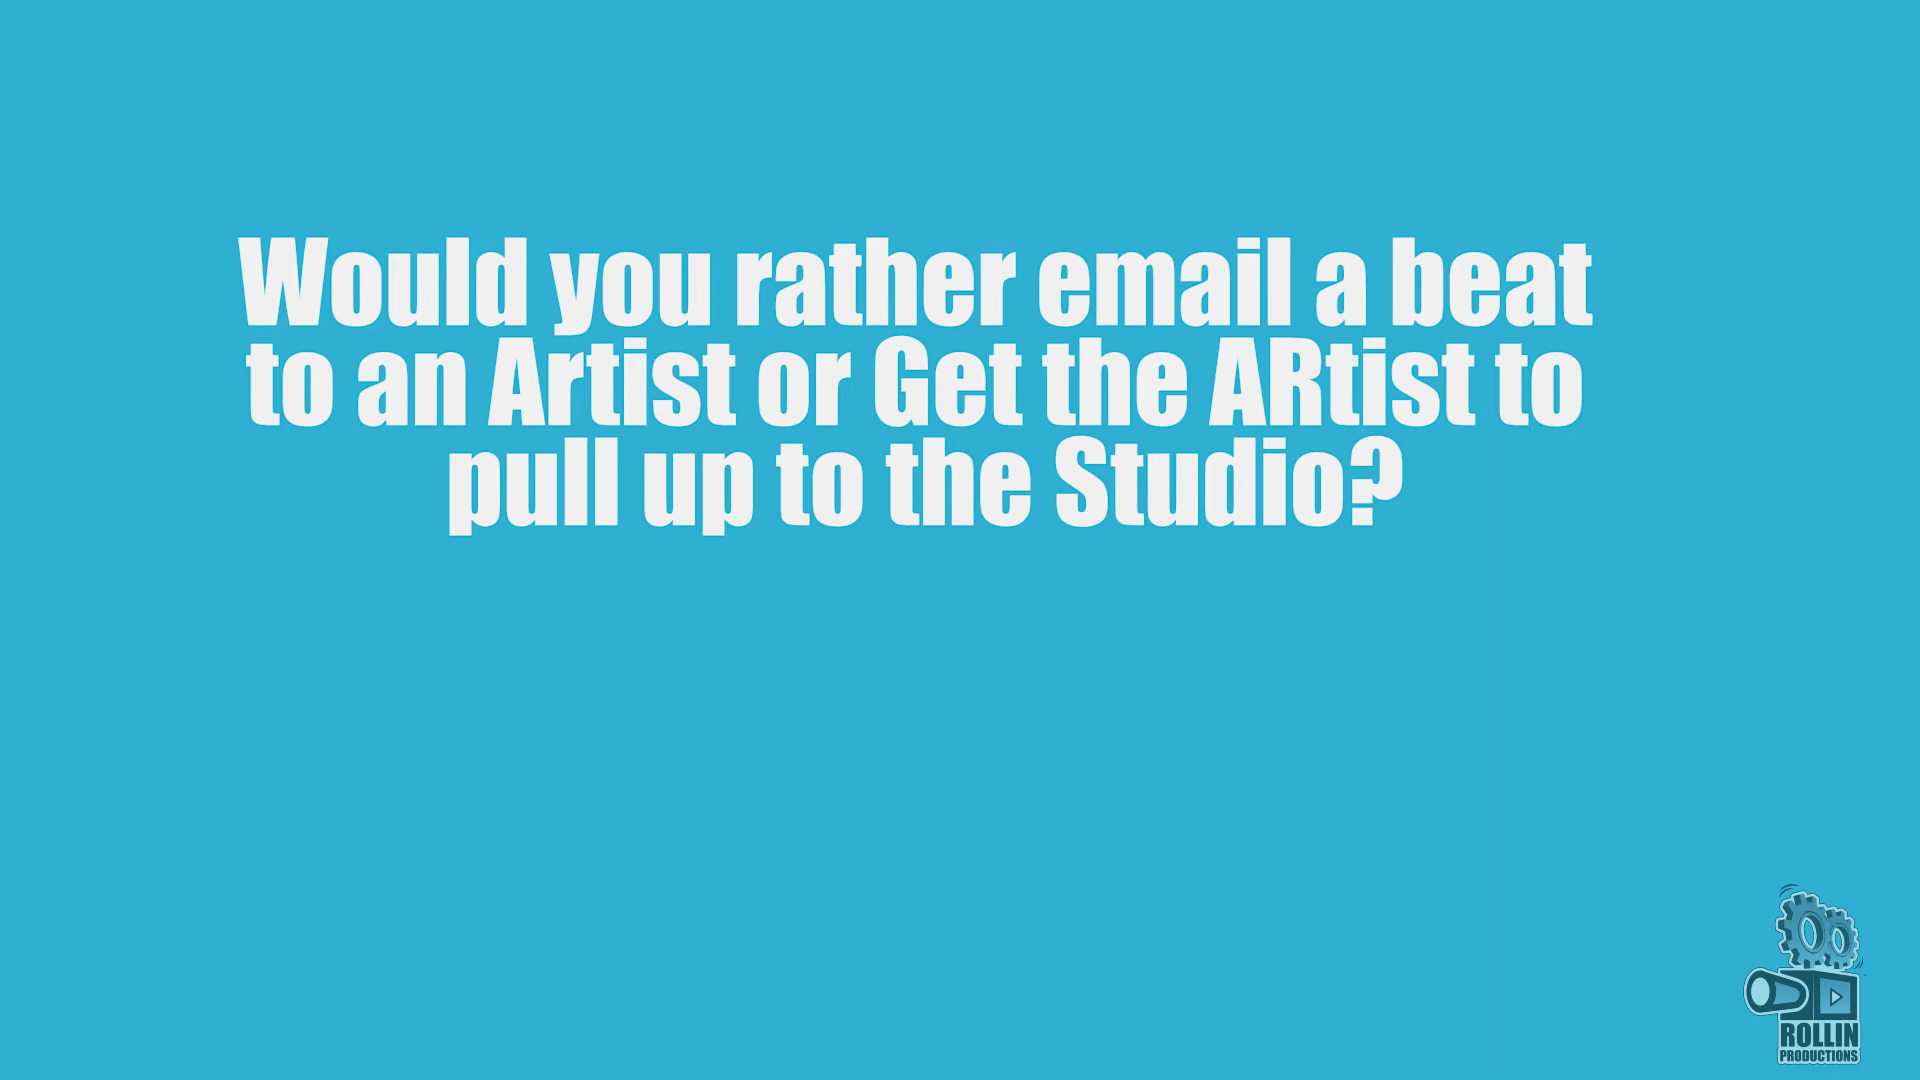 Would you rather email a beat
to an Artist or Get the ARtist to
pull up to the Studio?
ROLLIN
PRODUCTIONS